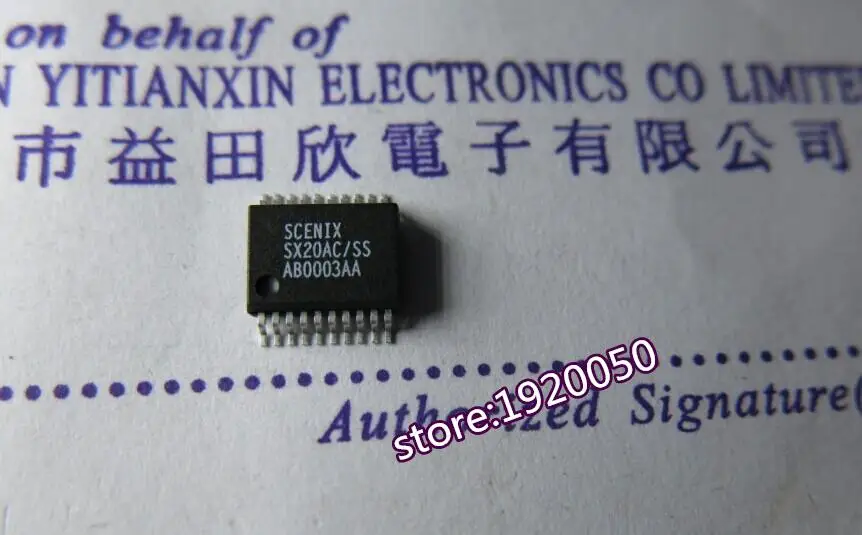 on behalf of
N YITIANXIN ELECTRONICS CO LIMITE
市益田欣電子有限公司
SCENIX
SX20AC/SS
AB0003AA
store:1920050
Authorized Signature(